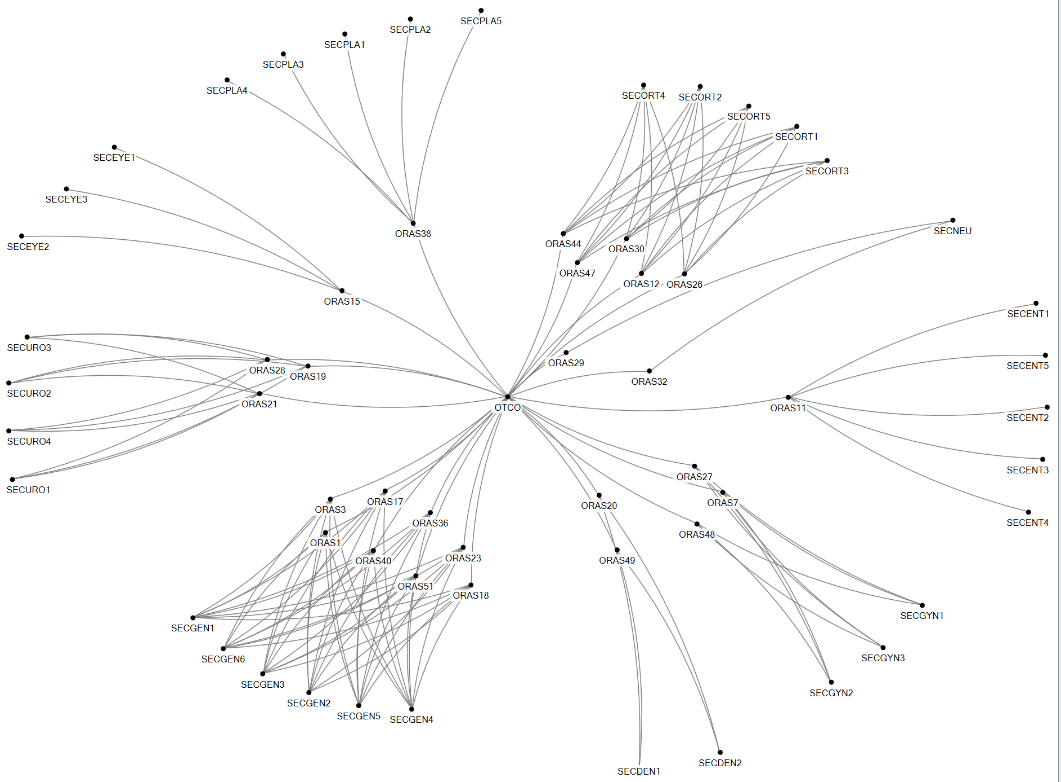 SECPLA5
SECPLA2
SECPLA1
SECPLA3
SECPLA4
SECORT4
SECORT2
SECORT5
SECORT1
SECEYE1
SECORT3
SECEYE3
SECNEU
ORAS38
SECEYE2
ORAS44
ORAS30
ORAS47
ORAS12
ORAS26
ORAS15
SECENT1
SECURO3
ORAS29
SECENT5
ORAS28
ORAS19
ORAS32
SECURO2
ORAS21
OTCO
ORAS11
SECENT2
SECURO4
SECENT3
ORAS27
SECURO1
ORAS17
ORAS7
ORAS20
ORAS3
ORAS36
SECENT4
ORAS48
ORAS1
ORAS23
ORAS40
ORAS49
ORAS51
ORAS18
SECGYN1
SECGEN1
SECGEN6
SECGYN3
SECGEN3
SECGYN2
SECGEN2
SECGEN5
SECGEN4
SECDEN2
SECDEN1